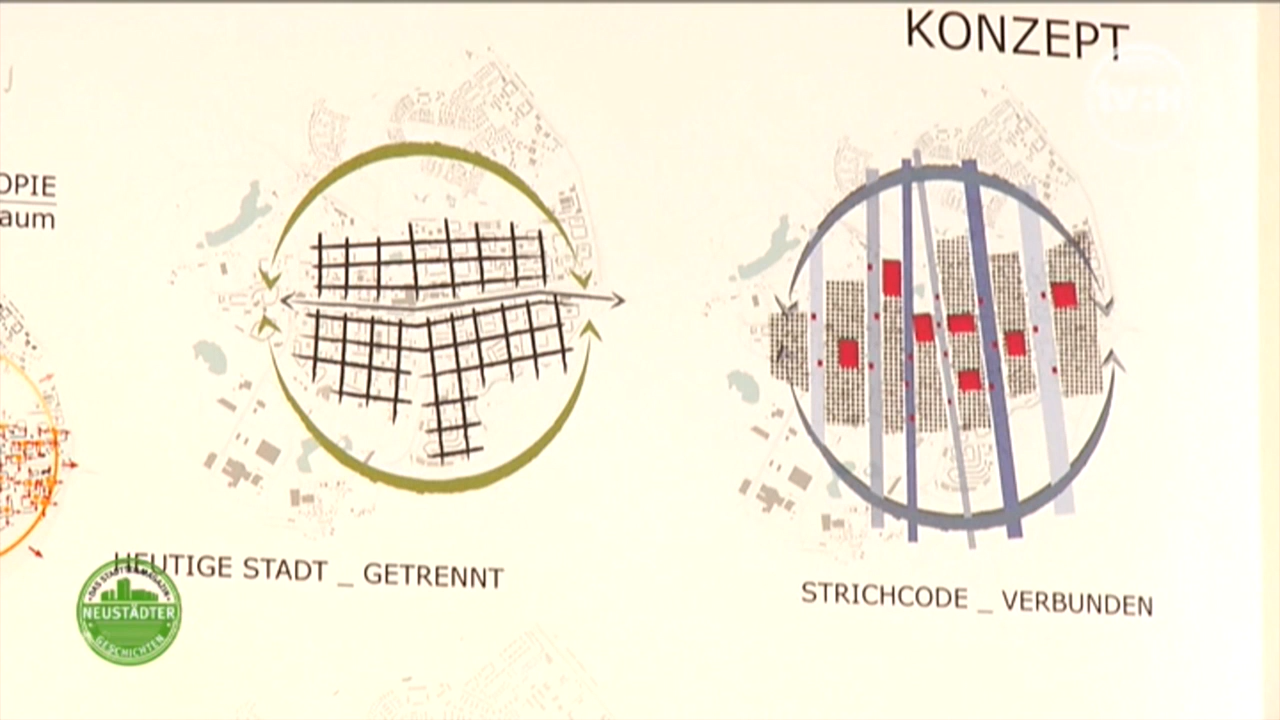 KONZEPT
OPIE
aum
HEUTIGE STADT _ GETRENNT
STRICHCODE _ VERBUNDEN
NEUSTÄDTER
GESCHICHTEN